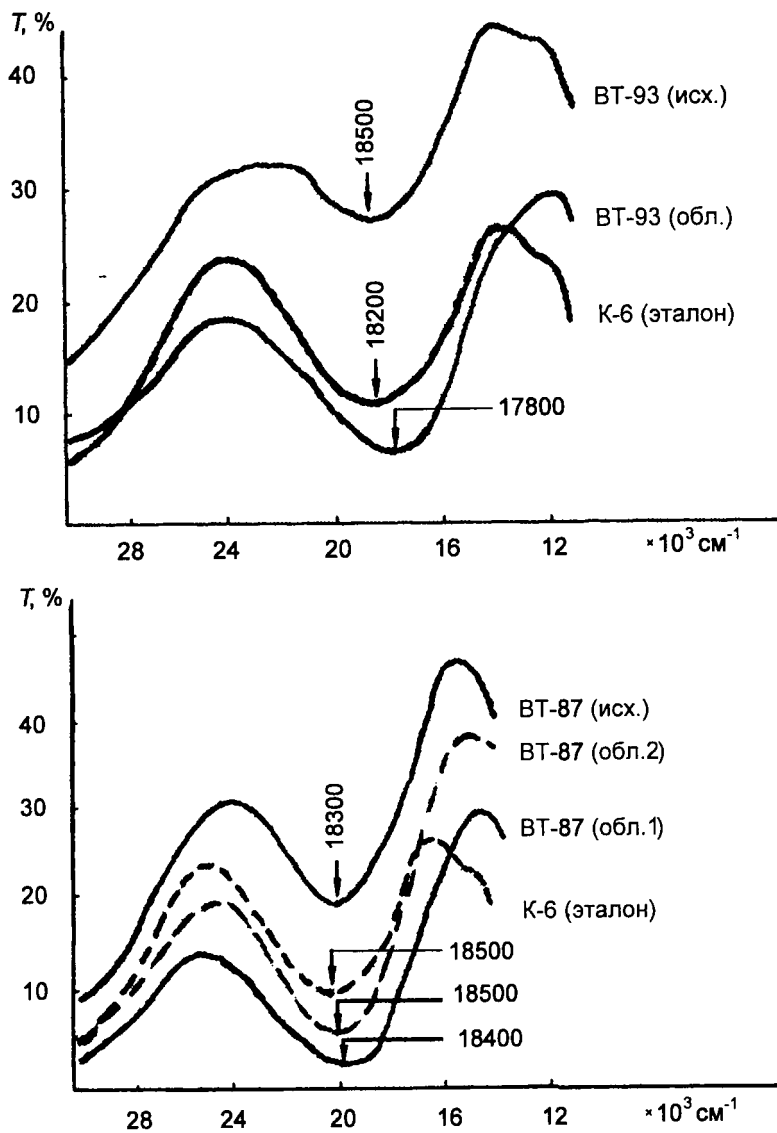 T, %
40
30
20
10
18500
18200
17800
ВТ-93 (исх.)
ВТ-93 (обл.)
К-6 (эталон)
28 24 20 16 12 ×10³ см⁻¹
T, %
40
30
20
10
18300
18500
18500
18400
ВТ-87 (исх.)
ВТ-87 (обл.2)
ВТ-87 (обл.1)
К-6 (эталон)
28 24 20 16 12 ×10³ см⁻¹